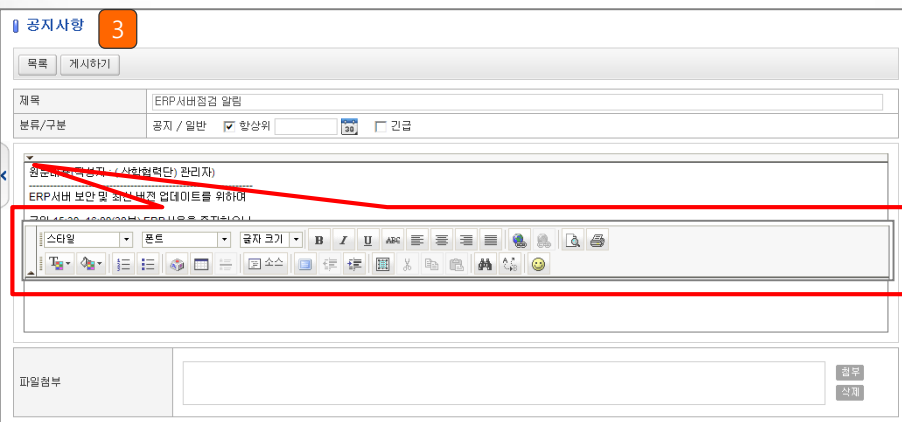 공지사항
3
목록 게시하기
제목 ERP서버점검 알림
분류/구분 공지 / 일반 항상위 긴급
관리자)
ERP서버 보안 및 최신 버전 업데이트를 위하여
스타일 폰트 글자 크기 B I U ABC
소스
파일첨부
첨부
삭제